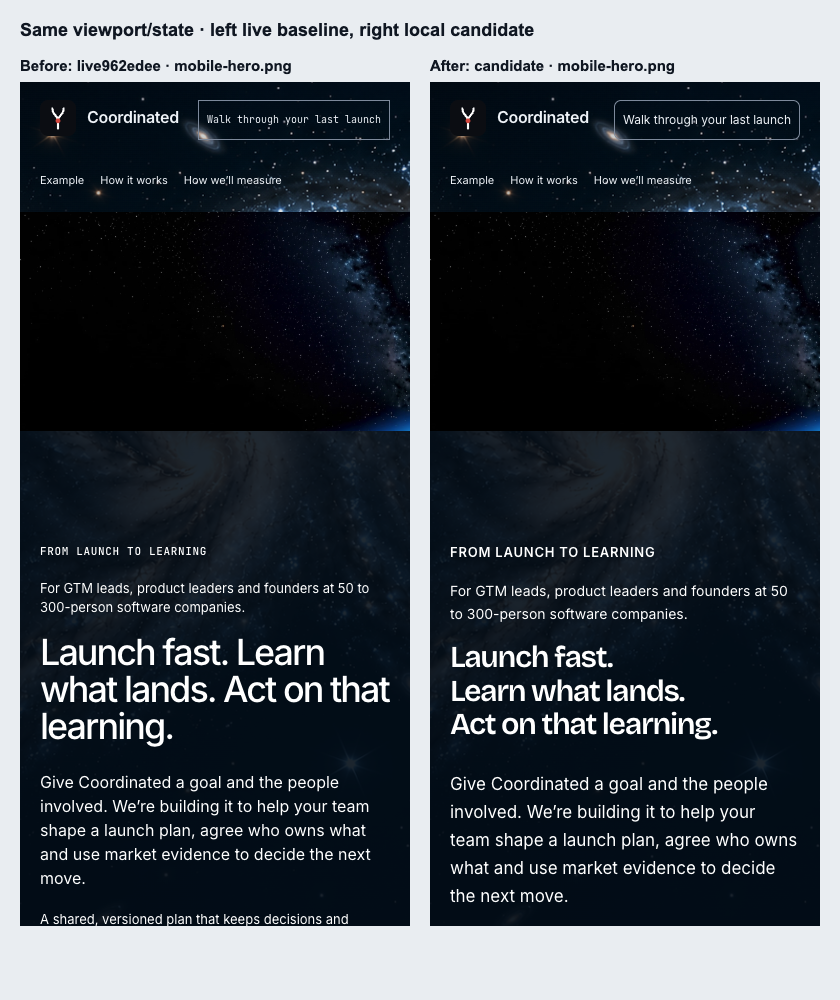 Same viewport/state · left live baseline, right local candidate
Before: live962edee · mobile-hero.png
Coordinated
Walk through your last launch
Example How it works How we'll measure
FROM LAUNCH TO LEARNING
For GTM leads, product leaders and founders at 50 to
300-person software companies.
Launch fast. Learn
what lands. Act on that
learning.
Give Coordinated a goal and the people
involved. We’re building it to help your team
shape a launch plan, agree who owns what
and use market evidence to decide the next
move.
A shared, versioned plan that keeps decisions and
After: candidate · mobile-hero.png
Coordinated
Walk through your last launch
Example How it works How we'll measure
FROM LAUNCH TO LEARNING
For GTM leads, product leaders and founders at 50
to 300-person software companies.
Launch fast.
Learn what lands.
Act on that learning.
Give Coordinated a goal and the people
involved. We’re building it to help your
team shape a launch plan, agree who owns
what and use market evidence to decide
the next move.